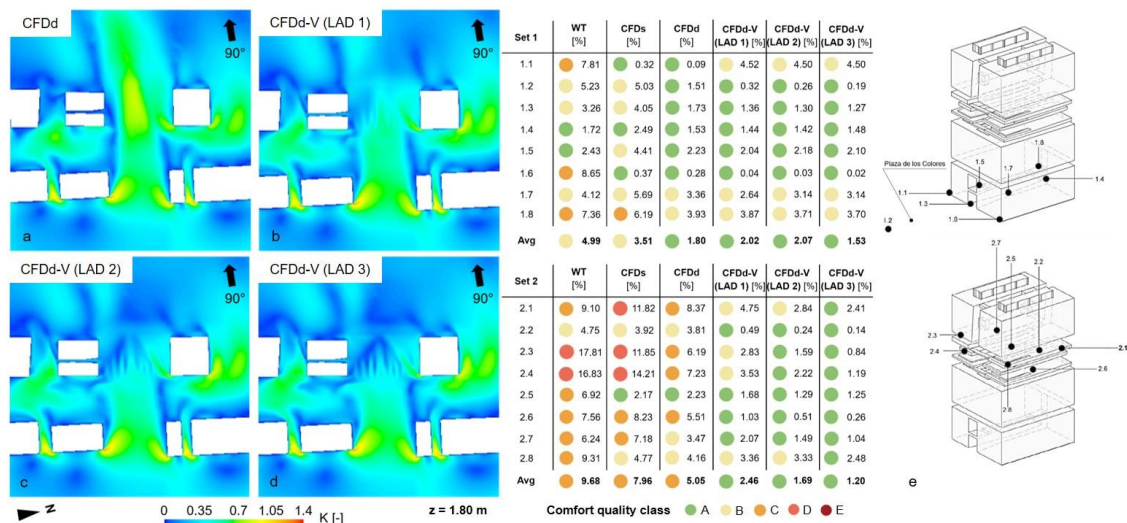 CFDd
90°
a
CFDd-V (LAD 1)
90°
b
CFDd-V (LAD 2)
90°
c
CFDd-V (LAD 3)
90°
d
N
0 0.35 0.7 1.05 1.4 K [-]
z = 1.80 m
Set 1 WT [%] CFDs [%] CFDd [%] CFDd-V (LAD 1) [%] CFDd-V (LAD 2) [%] CFDd-V (LAD 3) [%]
1.1 7.81 0.32 0.09 4.52 4.50 4.50
1.2 5.23 5.03 1.51 0.32 0.26 0.19
1.3 3.26 4.05 1.73 1.36 1.30 1.27
1.4 1.72 2.49 1.53 1.44 1.42 1.48
1.5 2.43 4.41 2.23 2.04 2.18 2.10
1.6 8.65 0.37 0.28 0.04 0.03 0.02
1.7 4.12 5.69 3.36 2.64 3.14 3.14
1.8 7.36 6.19 3.93 3.87 3.71 3.70
Avg 4.99 3.51 1.80 2.02 2.07 1.53
Set 2 WT [%] CFDs [%] CFDd [%] CFDd-V (LAD 1) [%] CFDd-V (LAD 2) [%] CFDd-V (LAD 3) [%]
2.1 9.10 11.82 8.37 4.75 2.84 2.41
2.2 4.75 3.92 3.81 0.49 0.24 0.14
2.3 17.81 11.85 6.19 2.83 1.59 0.84
2.4 16.83 14.21 7.23 3.53 2.22 1.19
2.5 6.92 2.17 2.23 1.68 1.29 1.25
2.6 7.56 8.23 5.51 1.03 0.51 0.26
2.7 6.24 7.18 3.47 2.07 1.49 1.04
2.8 9.31 4.77 4.16 3.36 3.33 2.48
Avg 9.68 7.96 5.05 2.46 1.69 1.20
Comfort quality class A B C D E
Plaza de los Colores
1.8
1.5
1.7
1.4
1.1
1.3
2.7
2.5
2.2
2.3
2.1
2.4
2.6
2.8
e